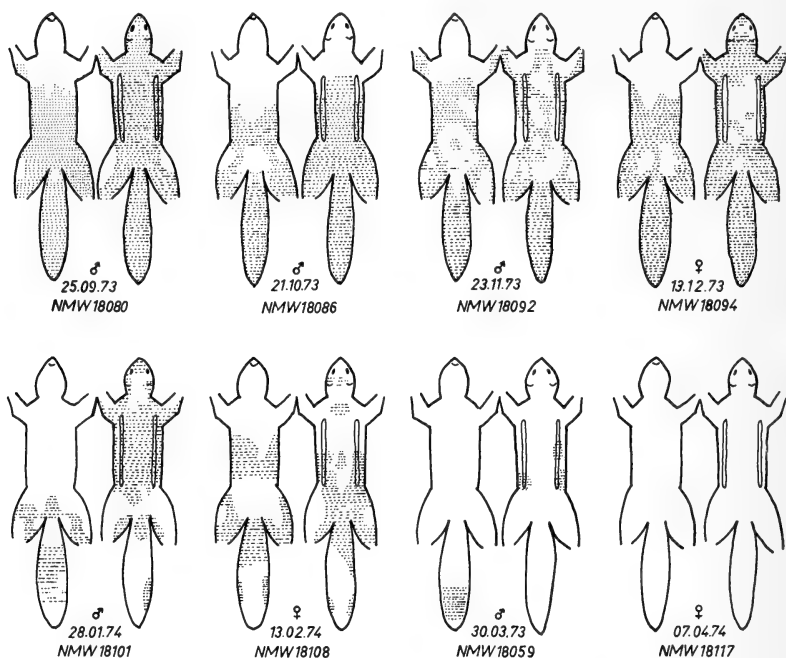 ♂
25.09.73
NMW 18080
♂
21.10.73
NMW 18086
♂
23.11.73
NMW 18092
♀
13.12.73
NMW 18094
♂
28.01.74
NMW 18101
♀
13.02.74
NMW 18108
♂
30.03.73
NMW 18059
♀
07.04.74
NMW 18117